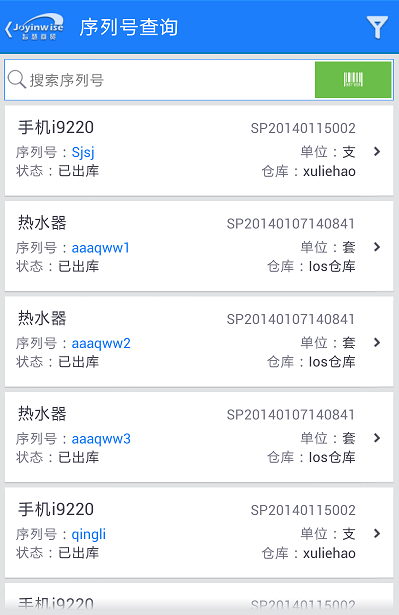 Joyinwise
智慧商贸
序列号查询
搜索序列号
手机i9220 SP20140115002
序列号：Sjsj 单位：支
状态：已出库 仓库：xuliehao
热水器 SP20140107140841
序列号：aaaqww1 单位：套
状态：已出库 仓库：Ios仓库
热水器 SP20140107140841
序列号：aaaqww2 单位：套
状态：已出库 仓库：Ios仓库
热水器 SP20140107140841
序列号：aaaqww3 单位：套
状态：已出库 仓库：Ios仓库
手机i9220 SP20140115002
序列号：qingli 单位：支
状态：已出库 仓库：xuliehao
手机i9220 SP20140115002